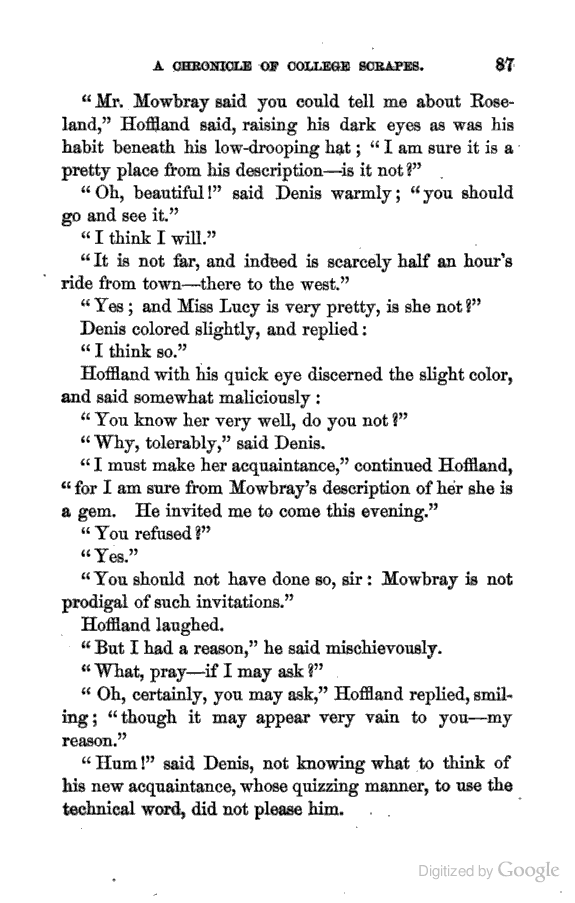 A CHRONICLE OF COLLEGE SCRAPES. 87
“Mr. Mowbray said you could tell me about Rose-
land,” Hoffland said, raising his dark eyes as was his
habit beneath his low-drooping hat; “I am sure it is a
pretty place from his description—is it not?”
“Oh, beautiful!” said Denis warmly; “you should
go and see it.”
“I think I will.”
“It is not far, and indeed is scarcely half an hour's
ride from town—there to the west.”
“Yes; and Miss Lucy is very pretty, is she not?”
Denis colored slightly, and replied:
“I think so.”
Hoffland with his quick eye discerned the slight color,
and said somewhat maliciously:
“You know her very well, do you not?”
“Why, tolerably,” said Denis.
“I must make her acquaintance,” continued Hoffland,
“for I am sure from Mowbray’s description of her she is
a gem. He invited me to come this evening.”
“You refused?”
“Yes.”
“You should not have done so, sir: Mowbray is not
prodigal of such invitations.”
Hoffland laughed.
“But I had a reason,” he said mischievously.
“What, pray—if I may ask?”
“Oh, certainly, you may ask,” Hoffland replied, smil-
ing; “though it may appear very vain to you—my
reason.”
“Hum!” said Denis, not knowing what to think of
his new acquaintance, whose quizzing manner, to use the
technical word, did not please him.
Digitized by Google